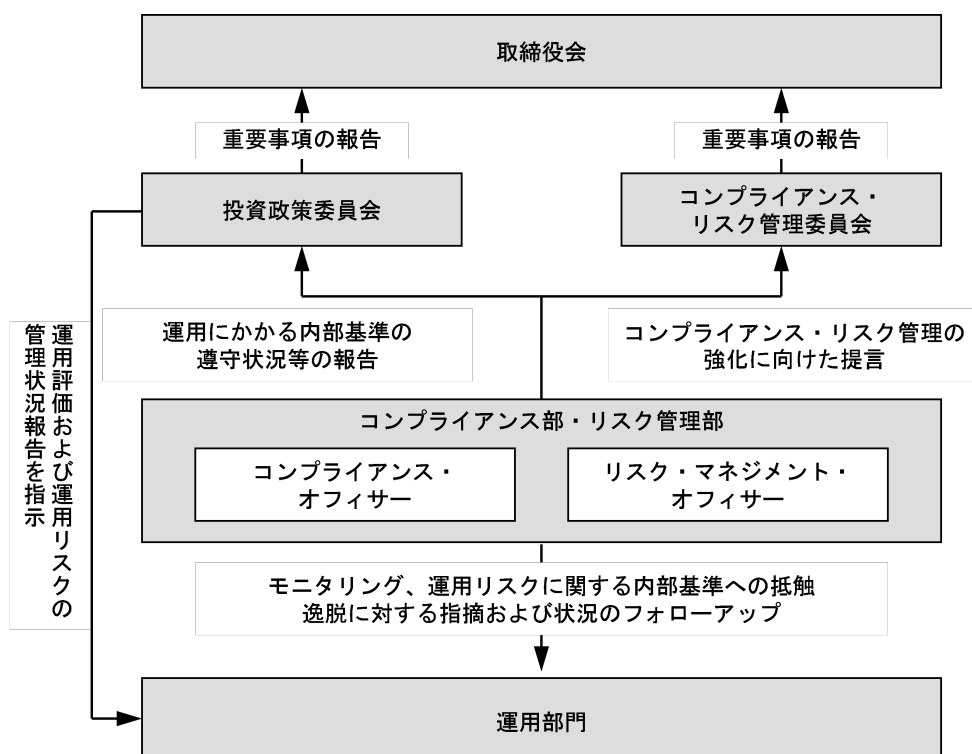 取締役会
重要事項の報告
重要事項の報告
投資政策委員会
コンプライアンス・
リスク管理委員会
運用にかかる内部基準の
遵守状況等の報告
コンプライアンス・リスク管理の
強化に向けた提言
運用評価および運用リスクの
管理状況報告を指示
コンプライアンス部・リスク管理部
コンプライアンス・
オフィサー
リスク・マネジメント・
オフィサー
モニタリング、運用リスクに関する内部基準への抵触
逸脱に対する指摘および状況のフォローアップ
運用部門